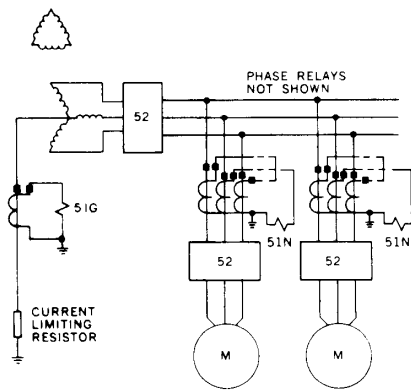 PHASE RELAYS
NOT SHOWN
52
51G
51N
51N
52
52
CURRENT
LIMITING
RESISTOR
M
M